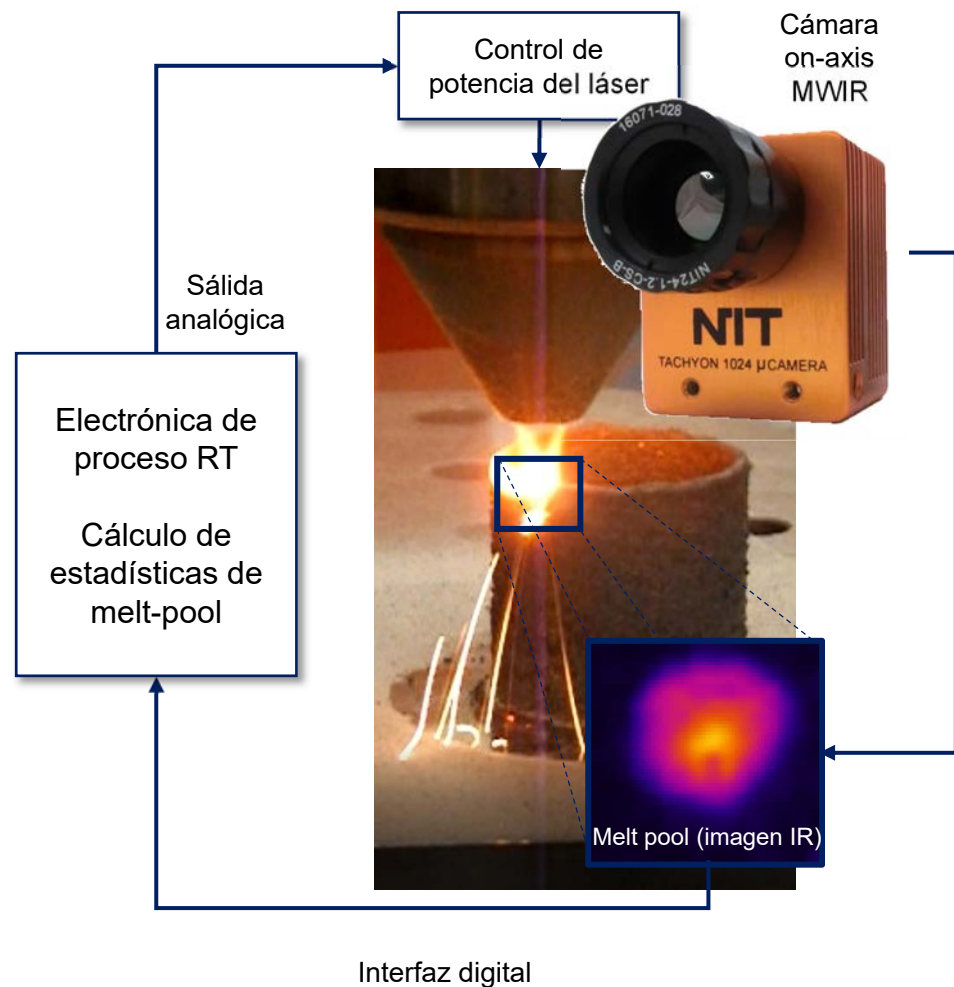 Control de
potencia del láser
Cámara
on-axis
MWIR
16071-028
NIT24-1.2-CS-B
NIT
TACHYON 1024 µCAMERA
Sálida
analógica
Electrónica de
proceso RT
Cálculo de
estadísticas de
melt-pool
Melt pool (imagen IR)
Interfaz digital